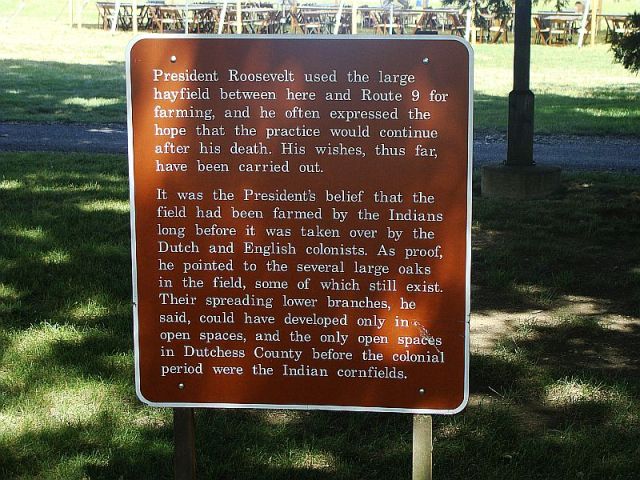 President Roosevelt used the large
hayfield between here and Route 9 for
farming, and he often expressed the
hope that the practice would continue
after his death. His wishes, thus far,
have been carried out.
It was the President's belief that the
field had been farmed by the Indians
long before it was taken over by the
Dutch and English colonists. As proof,
he pointed to the several large oaks
in the field, some of which still exist.
Their spreading lower branches, he
said, could have developed only in
open spaces, and the only open spaces
in Dutchess County before the colonial
period were the Indian cornfields.